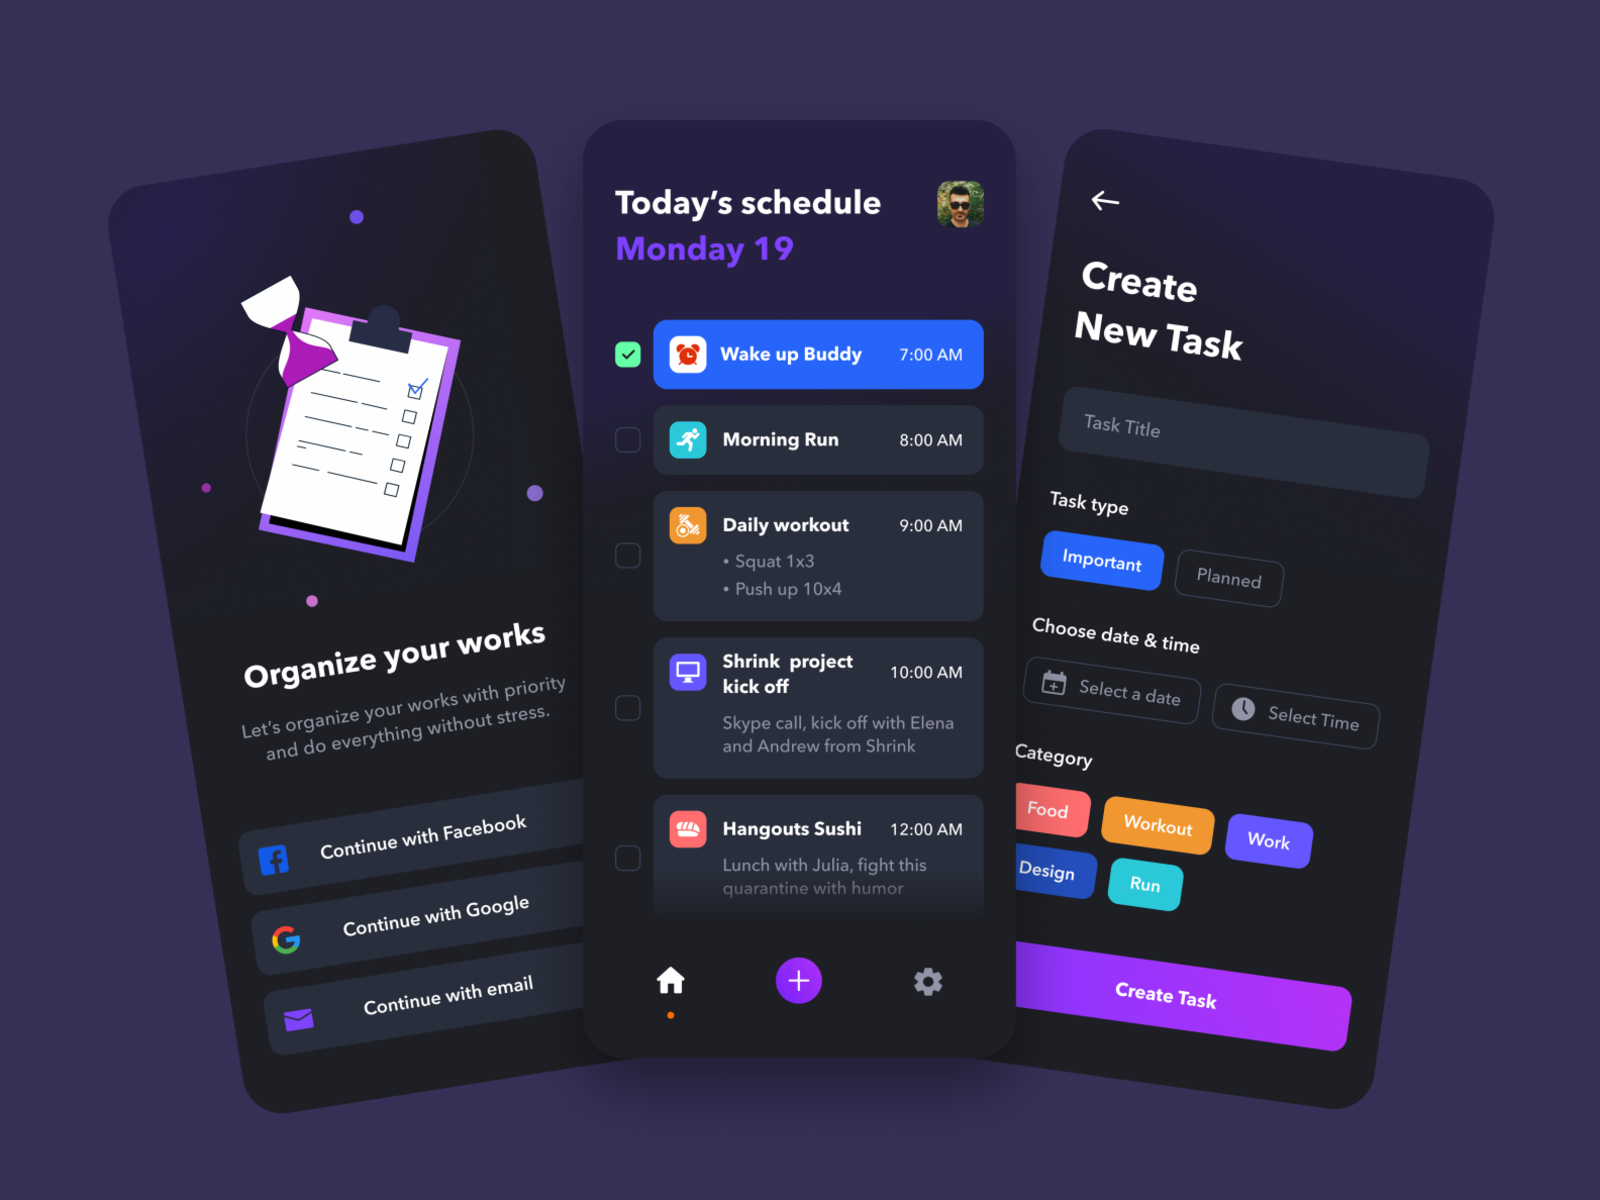 Organize your works
Let's organize your works with priority
and do everything without stress.
Continue with Facebook
Continue with Google
Continue with email
Today's schedule
Monday 19
Wake up Buddy 7:00 AM
Morning Run 8:00 AM
Daily workout 9:00 AM
• Squat 1x3
• Push up 10x4
Shrink project
kick off 10:00 AM
Skype call, kick off with Elena
and Andrew from Shrink
Hangouts Sushi 12:00 AM
Lunch with Julia, fight this
quarantine with humor
Create
New Task
Task Title
Task type
Important Planned
Choose date & time
Select a date Select Time
Category
Food Workout Work
Design Run
Create Task